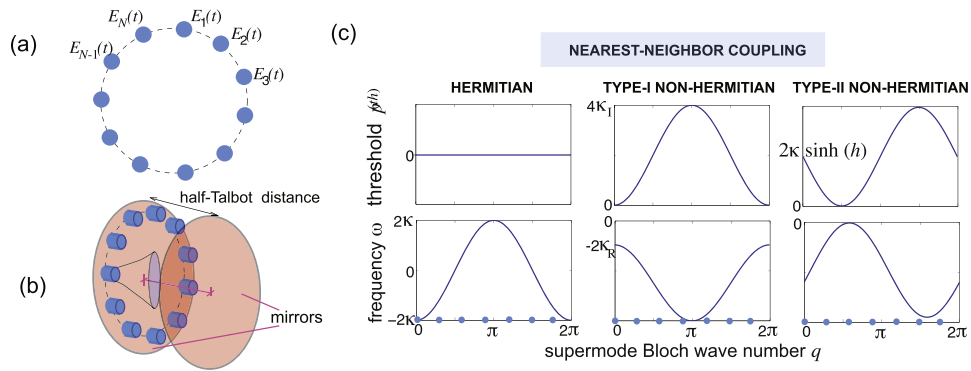 (a)
E_N(t)
E_1(t)
E_2(t)
E_{N-1}(t)
E_3(t)
half-Talbot distance
(b)
mirrors
(c)
NEAREST-NEIGHBOR COUPLING
HERMITIAN
TYPE-I NON-HERMITIAN
TYPE-II NON-HERMITIAN
threshold p^(th)
0
4κ_I
0
2κ sinh (h)
0
frequency ω
2κ
0
-2κ
0
π
2π
0
-2κ_R
0
π
2π
0
0
π
2π
supermode Bloch wave number q